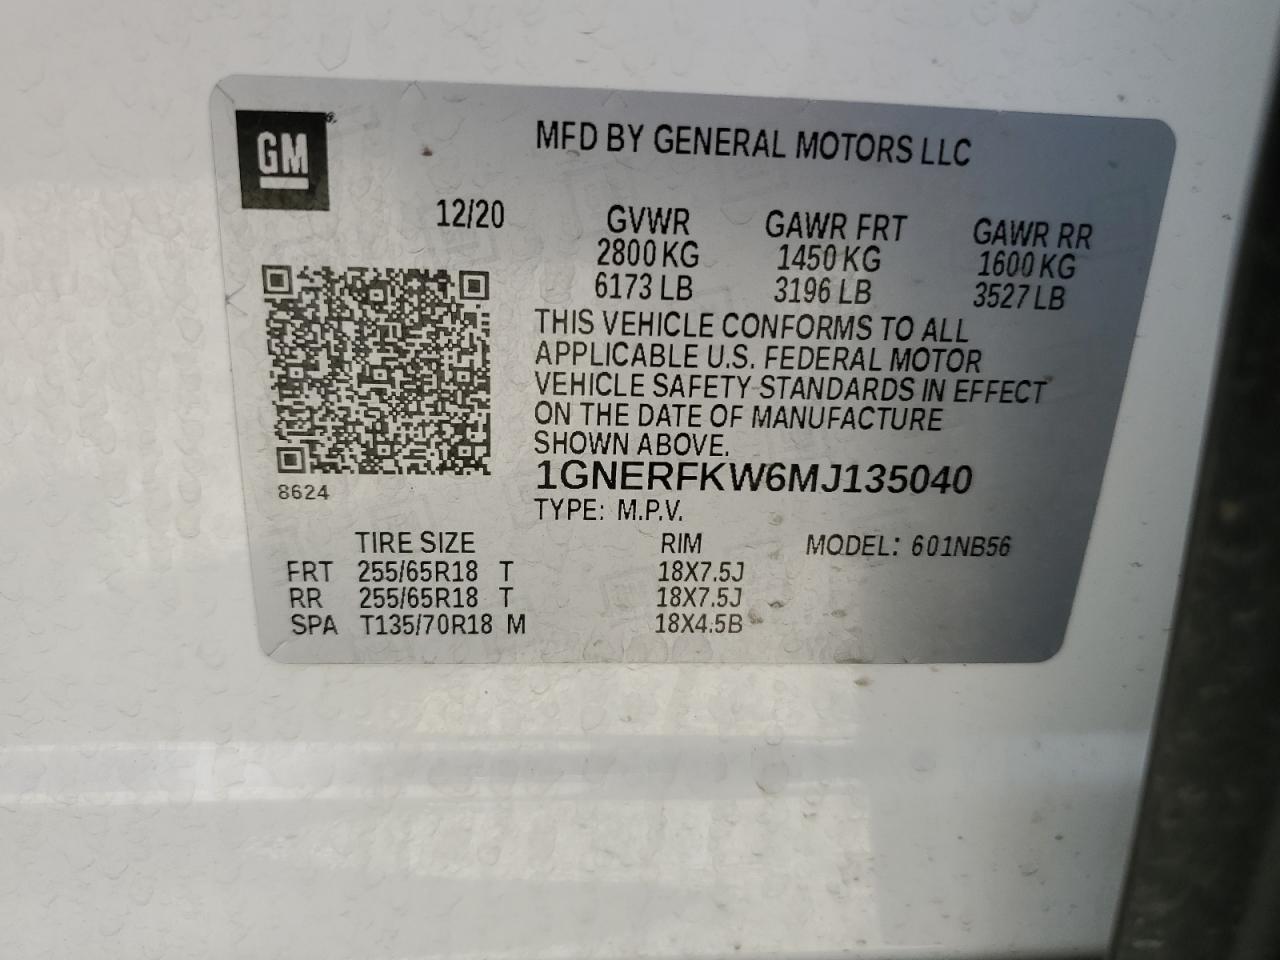 GM
MFD BY GENERAL MOTORS LLC
12/20
GVWR GAWR FRT GAWR RR
2800 KG 1450 KG 1600 KG
6173 LB 3196 LB 3527 LB
THIS VEHICLE CONFORMS TO ALL
APPLICABLE U.S. FEDERAL MOTOR
VEHICLE SAFETY STANDARDS IN EFFECT
ON THE DATE OF MANUFACTURE
SHOWN ABOVE.
1GNERFKW6MJ135040
8624
TYPE: M.P.V.
TIRE SIZE RIM MODEL: 601NB56
FRT 255/65R18 T 18X7.5J
RR 255/65R18 T 18X7.5J
SPA T135/70R18 M 18X4.5B